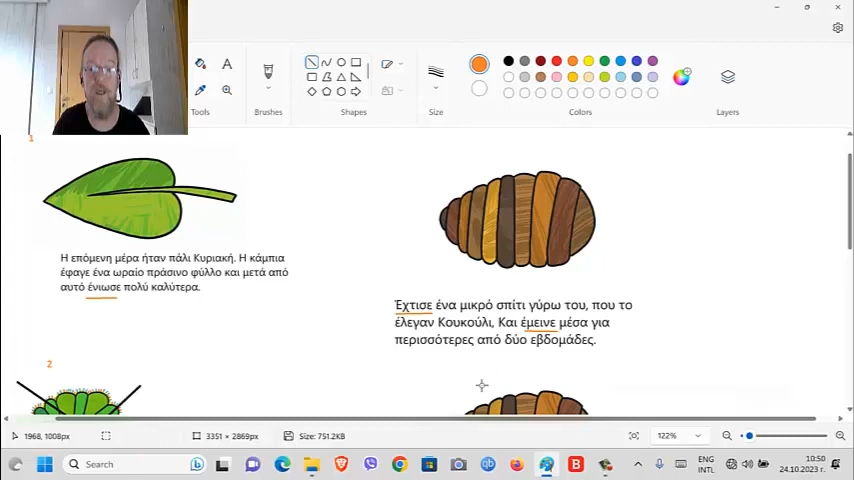 Tools
Brushes
Shapes
Size
Colors
Layers
1
Η επόμενη μέρα ήταν πάλι Κυριακή. Η κάμπια
έφαγε ένα ωραίο πράσινο φύλλο και μετά από
αυτό ένιωσε πολύ καλύτερα.
Έχτισε ένα μικρό σπίτι γύρω του, που το
έλεγαν Κουκούλι, Και έμεινε μέσα για
περισσότερες από δύο εβδομάδες.
2
1968, 1008px
3351 × 2869px
Size: 751.2KB
122%
Search
ENG
INTL
10:50
24.10.2023 г.